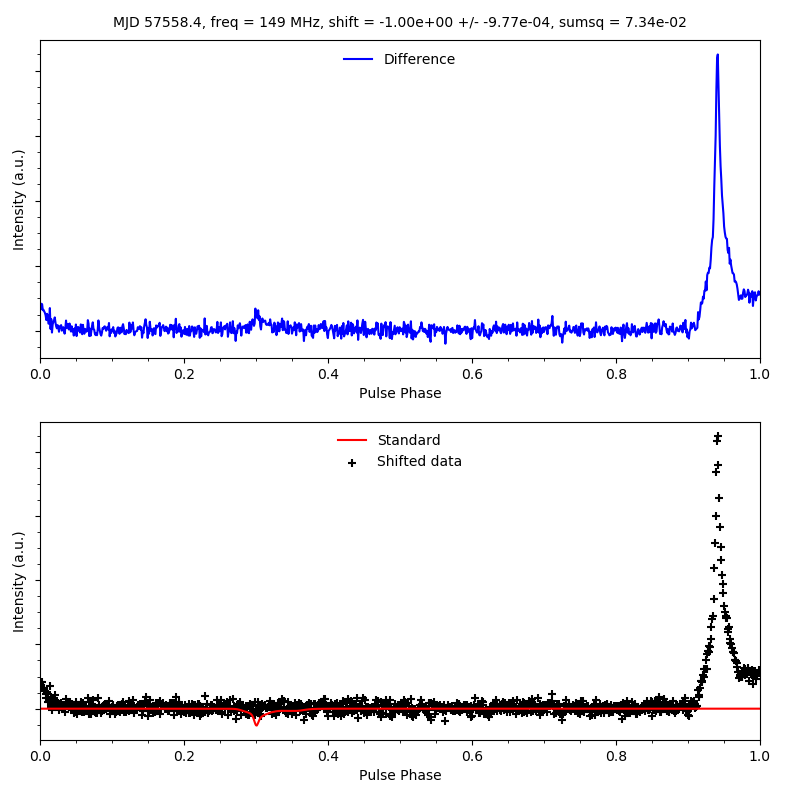 MJD 57558.4, freq = 149 MHz, shift = -1.00e+00 +/- -9.77e-04, sumsq = 7.34e-02
Difference
Intensity (a.u.)
0.0 0.2 0.4 0.6 0.8 1.0
Pulse Phase
Standard
Shifted data
Intensity (a.u.)
0.0 0.2 0.4 0.6 0.8 1.0
Pulse Phase